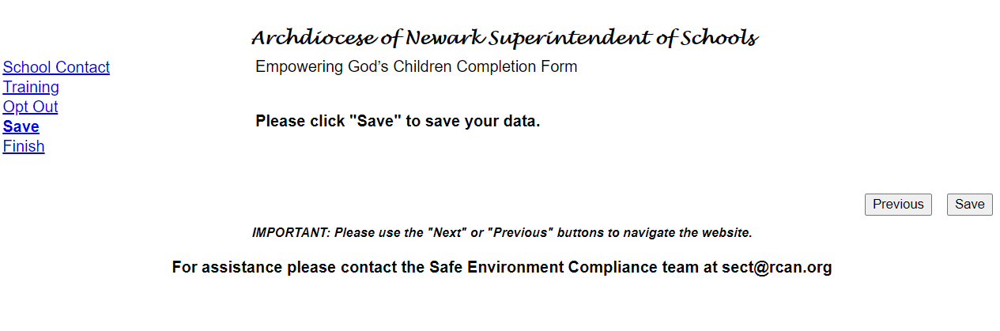 Archdiocese of Newark Superintendent of Schools
School Contact
Training
Opt Out
Save
Finish
Empowering God’s Children Completion Form
Please click "Save" to save your data.
Previous
Save
IMPORTANT: Please use the "Next" or "Previous" buttons to navigate the website.
For assistance please contact the Safe Environment Compliance team at sect@rcan.org